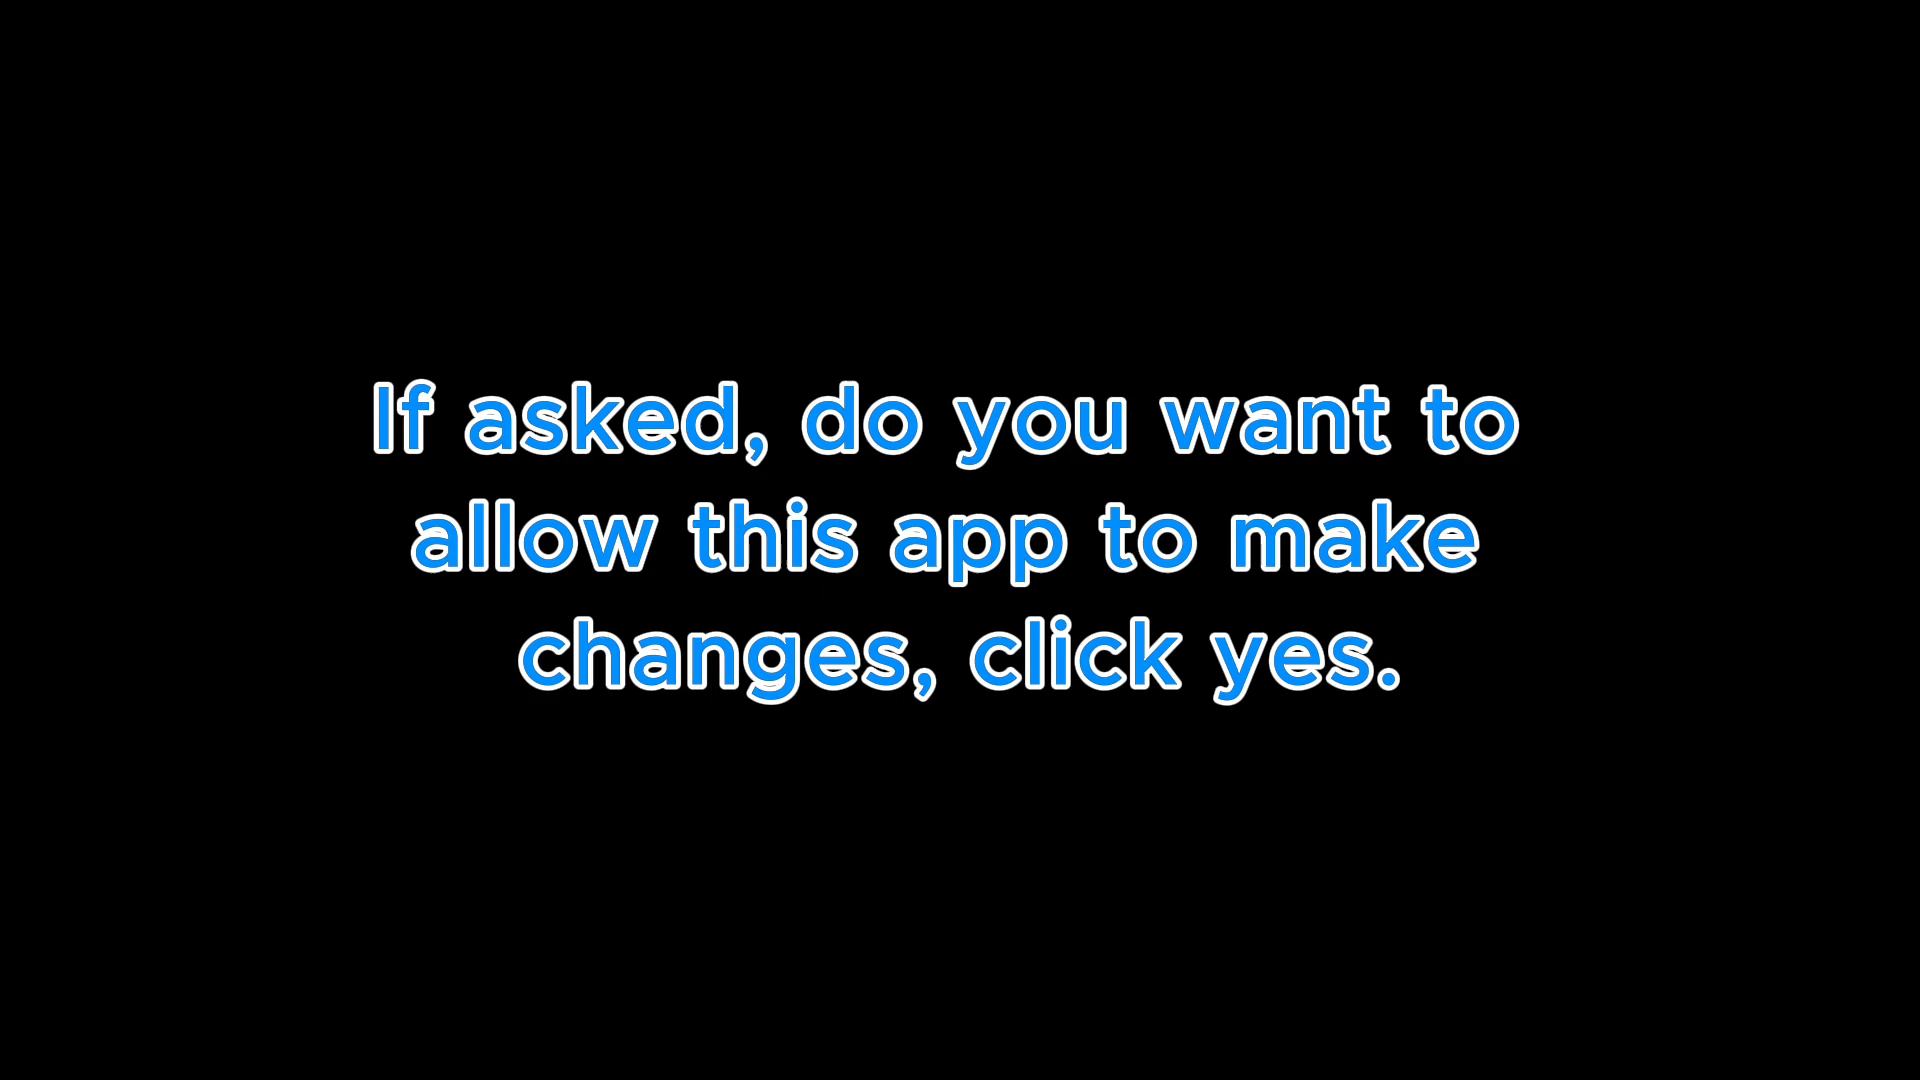 If asked, do you want to
allow this app to make
changes, click yes.